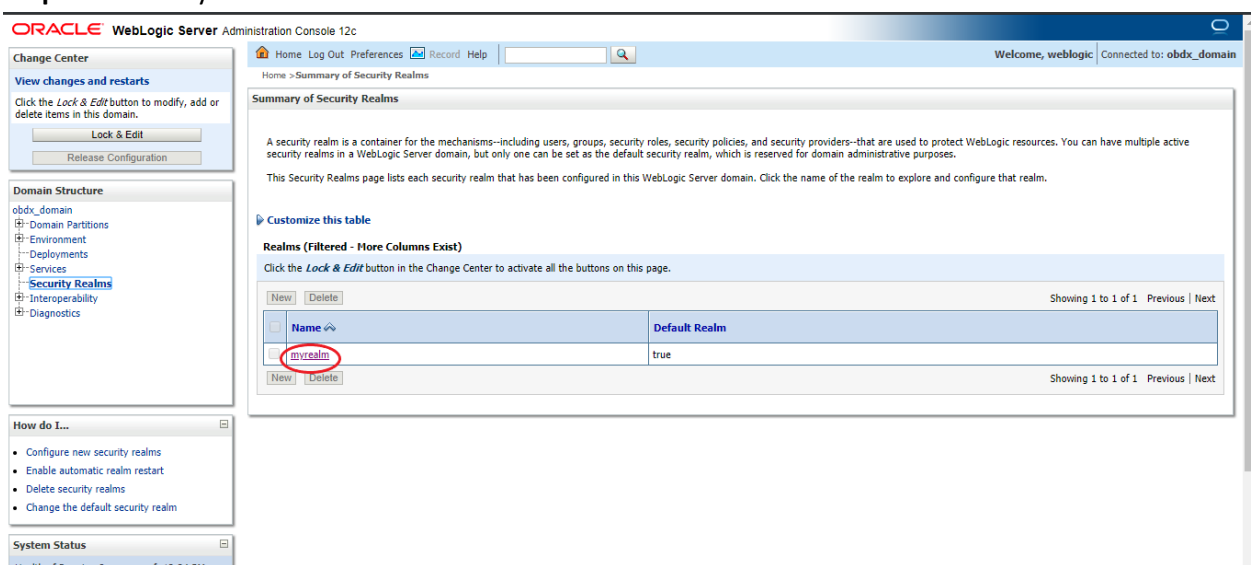 ORACLE WebLogic Server Administration Console 12c
Change Center
View changes and restarts
Click the Lock & Edit button to modify, add or
delete items in this domain.
Lock & Edit
Release Configuration
Domain Structure
obdx_domain
Domain Partitions
Environment
Deployments
Services
Security Realms
Interoperability
Diagnostics
How do I...
Configure new security realms
Enable automatic realm restart
Delete security realms
Change the default security realm
System Status
Home Log Out Preferences Record Help
Welcome, weblogic Connected to: obdx_domain
Home >Summary of Security Realms
Summary of Security Realms
A security realm is a container for the mechanisms--including users, groups, security roles, security policies, and security providers--that are used to protect WebLogic resources. You can have multiple active
security realms in a WebLogic Server domain, but only one can be set as the default security realm, which is reserved for domain administrative purposes.
This Security Realms page lists each security realm that has been configured in this WebLogic Server domain. Click the name of the realm to explore and configure that realm.
Customize this table
Realms (Filtered - More Columns Exist)
Click the Lock & Edit button in the Change Center to activate all the buttons on this page.
New Delete Showing 1 to 1 of 1 Previous | Next
Name Default Realm
myrealm true
New Delete Showing 1 to 1 of 1 Previous | Next